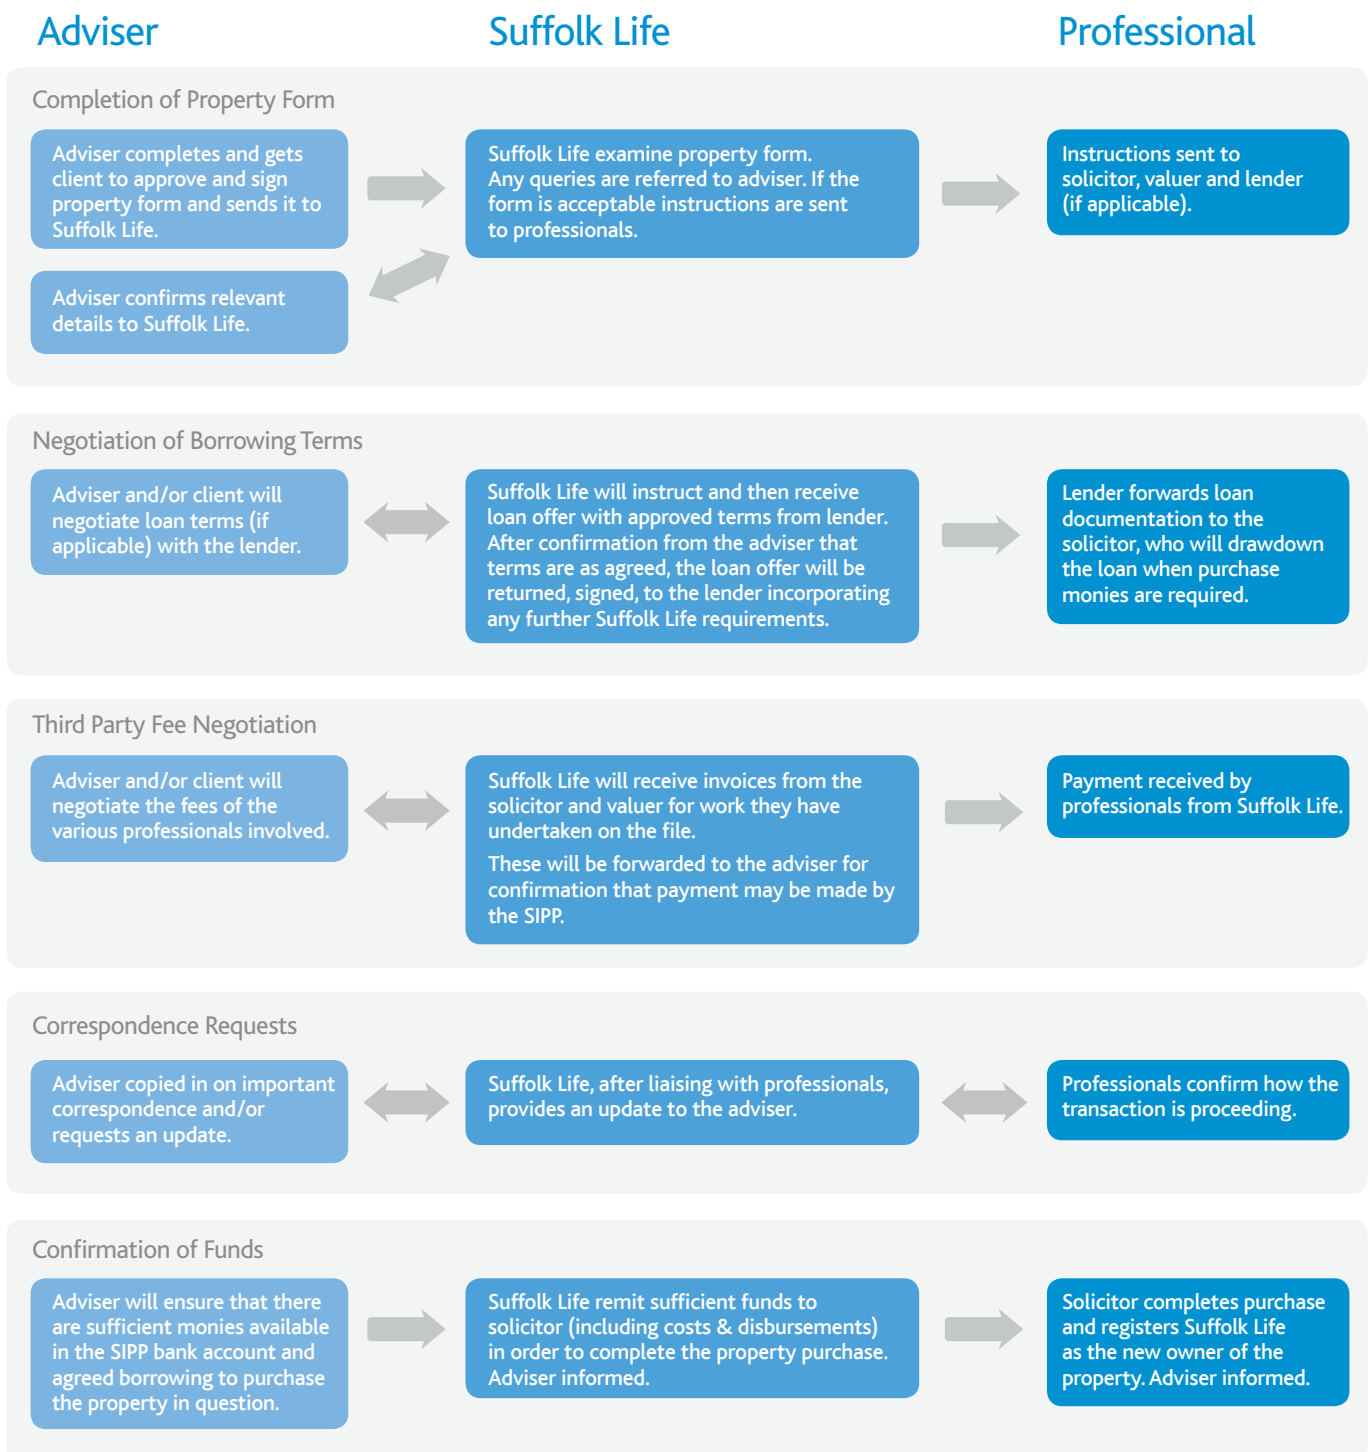 Adviser
Suffolk Life
Professional
Completion of Property Form
Adviser completes and gets
client to approve and sign
property form and sends it to
Suffolk Life.
Suffolk Life examine property form.
Any queries are referred to adviser. If the
form is acceptable instructions are sent
to professionals.
Instructions sent to
solicitor, valuer and lender
(if applicable).
Adviser confirms relevant
details to Suffolk Life.
Negotiation of Borrowing Terms
Adviser and/or client will
negotiate loan terms (if
applicable) with the lender.
Suffolk Life will instruct and then receive
loan offer with approved terms from lender.
After confirmation from the adviser that
terms are as agreed, the loan offer will be
returned, signed, to the lender incorporating
any further Suffolk Life requirements.
Lender forwards loan
documentation to the
solicitor, who will drawdown
the loan when purchase
monies are required.
Third Party Fee Negotiation
Adviser and/or client will
negotiate the fees of the
various professionals involved.
Suffolk Life will receive invoices from the
solicitor and valuer for work they have
undertaken on the file.
These will be forwarded to the adviser for
confirmation that payment may be made by
the SIPP.
Payment received by
professionals from Suffolk Life.
Correspondence Requests
Adviser copied in on important
correspondence and/or
requests an update.
Suffolk Life, after liaising with professionals,
provides an update to the adviser.
Professionals confirm how the
transaction is proceeding.
Confirmation of Funds
Adviser will ensure that there
are sufficient monies available
in the SIPP bank account and
agreed borrowing to purchase
the property in question.
Suffolk Life remit sufficient funds to
solicitor (including costs & disbursements)
in order to complete the property purchase.
Adviser informed.
Solicitor completes purchase
and registers Suffolk Life
as the new owner of the
property. Adviser informed.